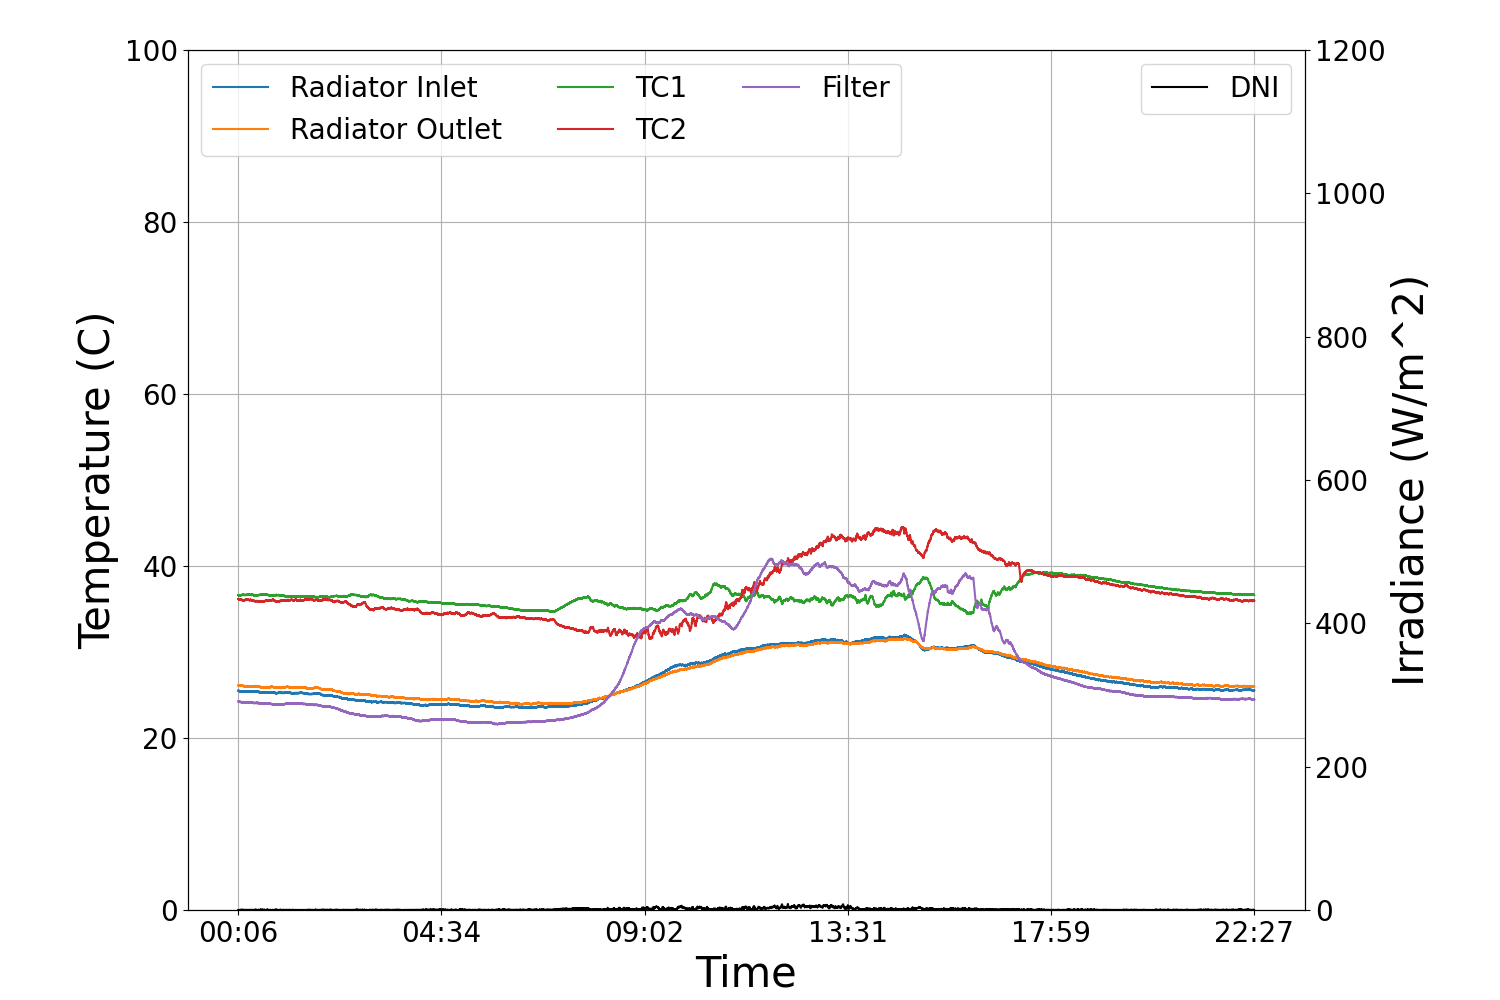 100
80
60
40
20
0
Temperature (C)
Radiator Inlet
Radiator Outlet
TC1
TC2
Filter
DNI
1200
1000
800
600
400
200
0
Irradiance (W/m^2)
00:06 04:34 09:02 13:31 17:59 22:27
Time